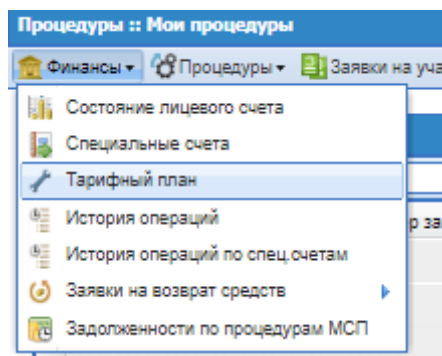 Процедуры :: Мои процедуры
Финансы Процедуры Заявки на уча
Состояние лицевого счета
Специальные счета
Тарифный план
История операций
р за
История операций по спец.счетам
Заявки на возврат средств
Задолженности по процедурам МСП